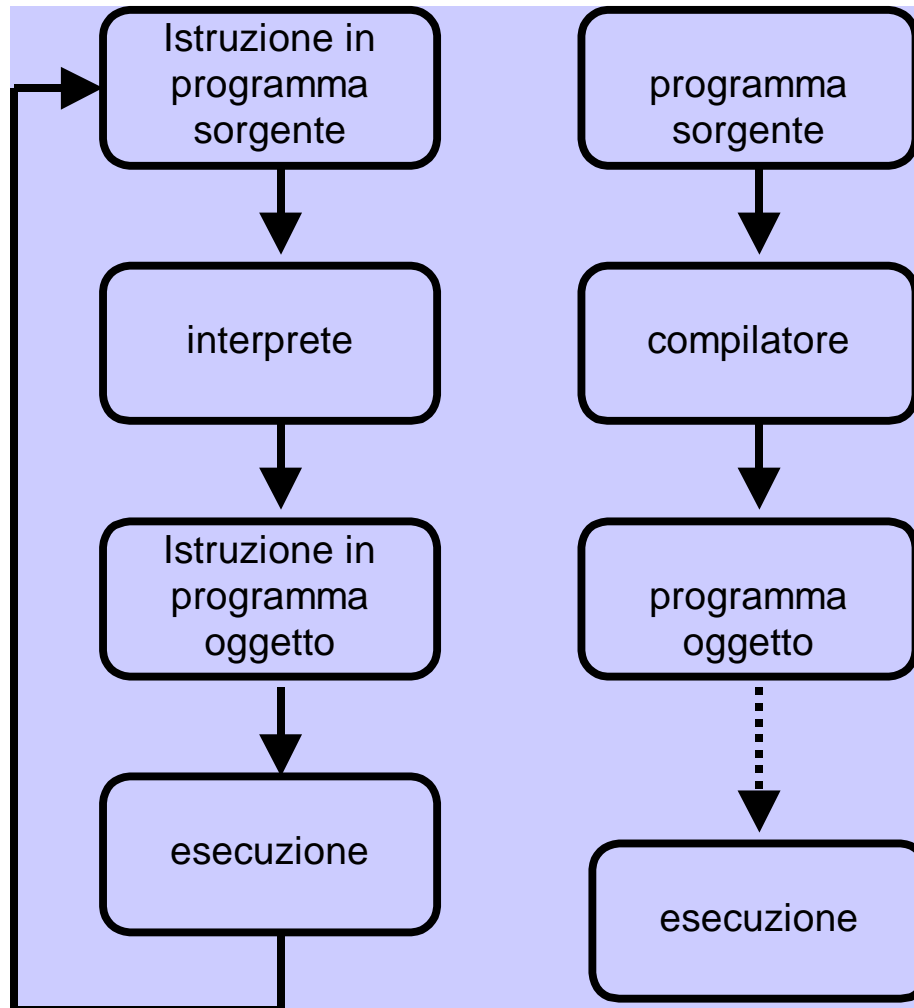 Istruzione in
programma
sorgente
interprete
Istruzione in
programma
oggetto
esecuzione
programma
sorgente
compilatore
programma
oggetto
esecuzione